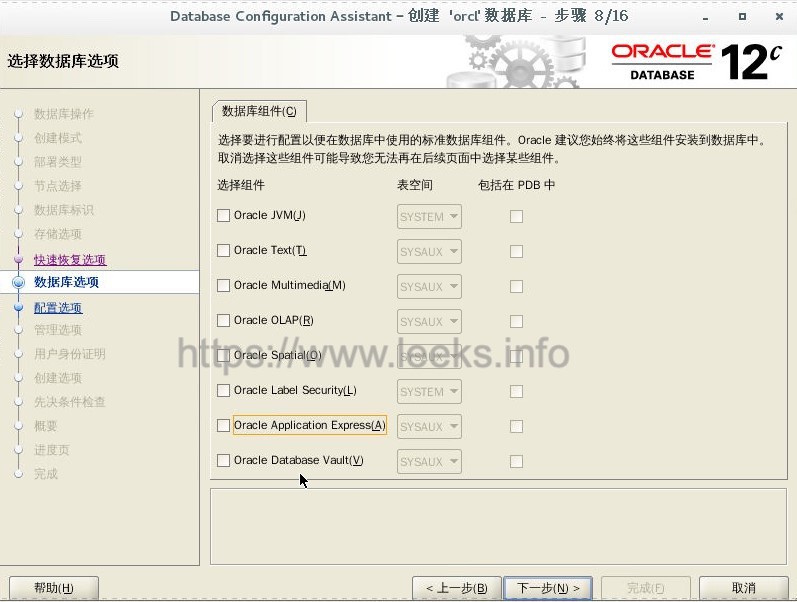 Database Configuration Assistant – 创建 'orcl' 数据库 - 步骤 8/16
选择数据库选项
ORACLE
DATABASE
12c
数据库操作
创建模式
部署类型
节点选择
数据库标识
存储选项
快速恢复选项
数据库选项
配置选项
管理选项
用户身份证明
创建选项
先决条件检查
概要
进度页
完成
数据库组件(C)
选择要进行配置以便在数据库中使用的标准数据库组件。Oracle 建议您始终将这些组件安装到数据库中。
取消选择这些组件可能导致您无法再在后续页面中选择某些组件。
选择组件 表空间 包括在 PDB 中
Oracle JVM(J) SYSTEM
Oracle Text(T) SYSAUX
Oracle Multimedia(M) SYSAUX
Oracle OLAP(R) SYSAUX
Oracle Spatial(O) SYSAUX
https://www.leeks.info
Oracle Label Security(L) SYSTEM
Oracle Application Express(A) SYSAUX
Oracle Database Vault(V) SYSAUX
帮助(H) < 上一步(B) 下一步(N) > 完成(F) 取消